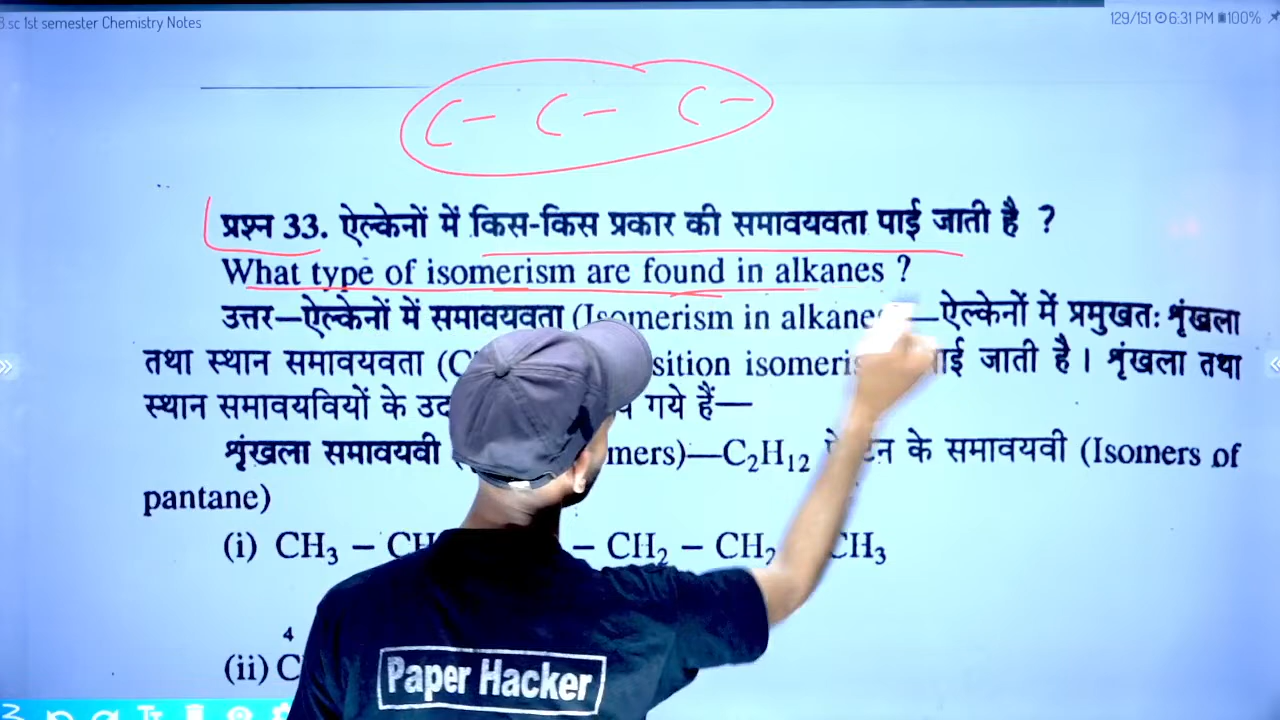 B.sc 1st semester Chemistry Notes
129/151 6:31 PM 100%
C- C- C-
प्रश्न 33. ऐल्केनों में किस-किस प्रकार की समावयवता पाई जाती है ?
What type of isomerism are found in alkanes ?
उत्तर—ऐल्केनों में समावयवता (Isomerism in alkane —ऐल्केनों में प्रमुखतः शृंखला
तथा स्थान समावयवता (C sition isomeris ाई जाती है। शृंखला तथा
स्थान समावयवियों के उद गये हैं—
शृंखला समावयवी mers)—C₂H₁₂ के समावयवी (Isomers of
pantane)
(i) CH₃ – CH – CH₂ – CH₂ CH₃
4
(ii) C
Paper Hacker